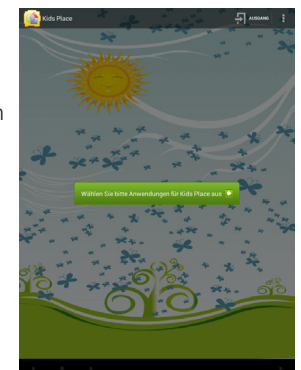 Kids Place AUSGANG
n
Wählen Sie bitte Anwendungen für Kids Place aus